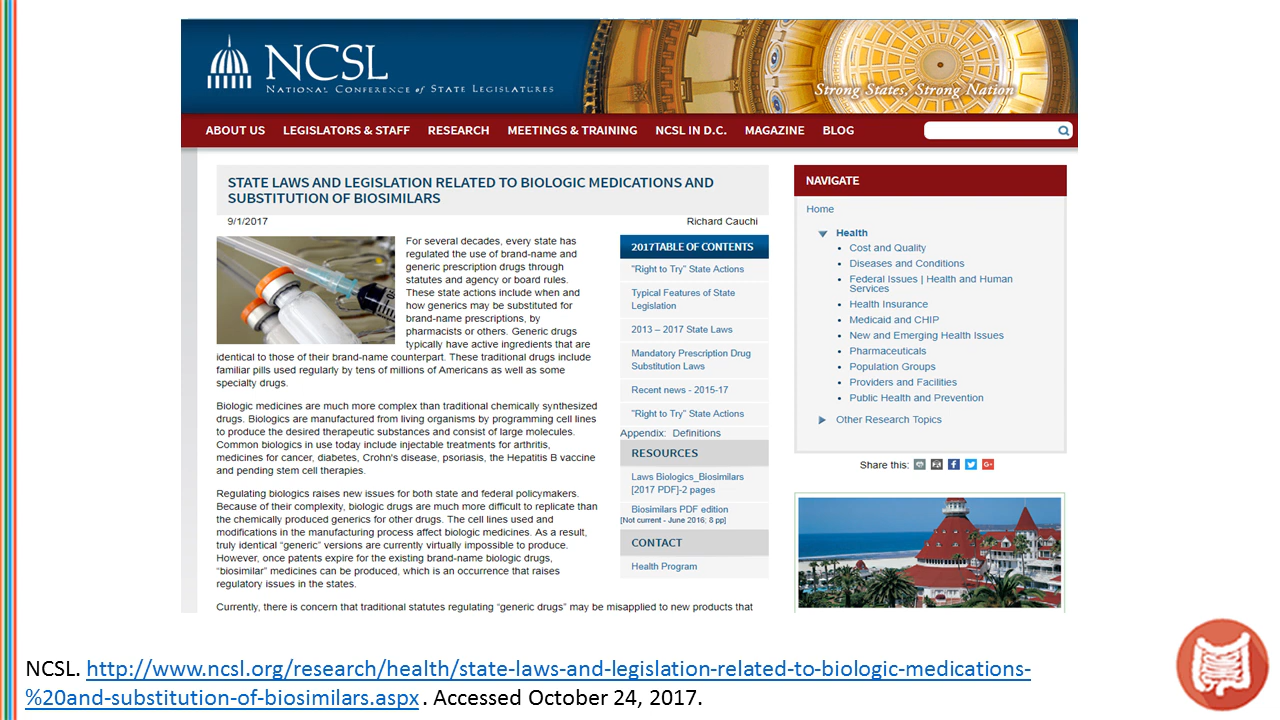 NCSL
NATIONAL CONFERENCE of STATE LEGISLATURES
Strong States, Strong Nation
ABOUT US LEGISLATORS & STAFF RESEARCH MEETINGS & TRAINING NCSL IN D.C. MAGAZINE BLOG
STATE LAWS AND LEGISLATION RELATED TO BIOLOGIC MEDICATIONS AND
SUBSTITUTION OF BIOSIMILARS
9/1/2017 Richard Cauchi
For several decades, every state has
regulated the use of brand-name and
generic prescription drugs through
statutes and agency or board rules.
These state actions include when and
how generics may be substituted for
brand-name prescriptions, by
pharmacists or others. Generic drugs
typically have active ingredients that are
identical to those of their brand-name counterpart. These traditional drugs include
familiar pills used regularly by tens of millions of Americans as well as some
specialty drugs.
Biologic medicines are much more complex than traditional chemically synthesized
drugs. Biologics are manufactured from living organisms by programming cell lines
to produce the desired therapeutic substances and consist of large molecules.
Common biologics in use today include injectable treatments for arthritis,
medicines for cancer, diabetes, Crohn's disease, psoriasis, the Hepatitis B vaccine
and pending stem cell therapies.
Regulating biologics raises new issues for both state and federal policymakers.
Because of their complexity, biologic drugs are much more difficult to replicate than
the chemically produced generics for other drugs. The cell lines used and
modifications in the manufacturing process affect biologic medicines. As a result,
truly identical “generic” versions are currently virtually impossible to produce.
However, once patents expire for the existing brand-name biologic drugs,
“biosimilar” medicines can be produced, which is an occurrence that raises
regulatory issues in the states.
Currently, there is concern that traditional statutes regulating “generic drugs” may be misapplied to new products that
2017TABLE OF CONTENTS
"Right to Try" State Actions
Typical Features of State
Legislation
2013 – 2017 State Laws
Mandatory Prescription Drug
Substitution Laws
Recent news - 2015-17
"Right to Try" State Actions
Appendix: Definitions
RESOURCES
Laws Biologics_Biosimilars
[2017 PDF]-2 pages
Biosimilars PDF edition
[Not current - June 2016; 8 pp]
CONTACT
Health Program
NAVIGATE
Home
Health
Cost and Quality
Diseases and Conditions
Federal Issues | Health and Human
Services
Health Insurance
Medicaid and CHIP
New and Emerging Health Issues
Pharmaceuticals
Population Groups
Providers and Facilities
Public Health and Prevention
Other Research Topics
Share this:
NCSL. http://www.ncsl.org/research/health/state-laws-and-legislation-related-to-biologic-medications-
%20and-substitution-of-biosimilars.aspx . Accessed October 24, 2017.